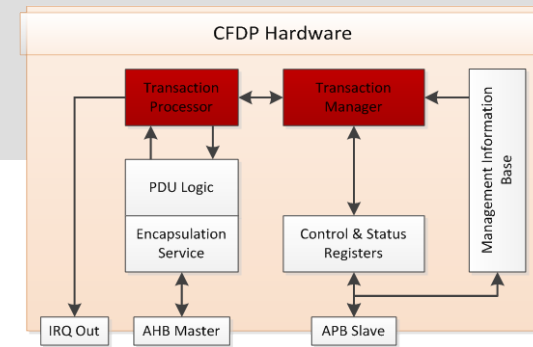 CFDP Hardware
Transaction
Processor
Transaction
Manager
Management Information
Base
PDU Logic
Encapsulation
Service
Control & Status
Registers
IRQ Out
AHB Master
APB Slave